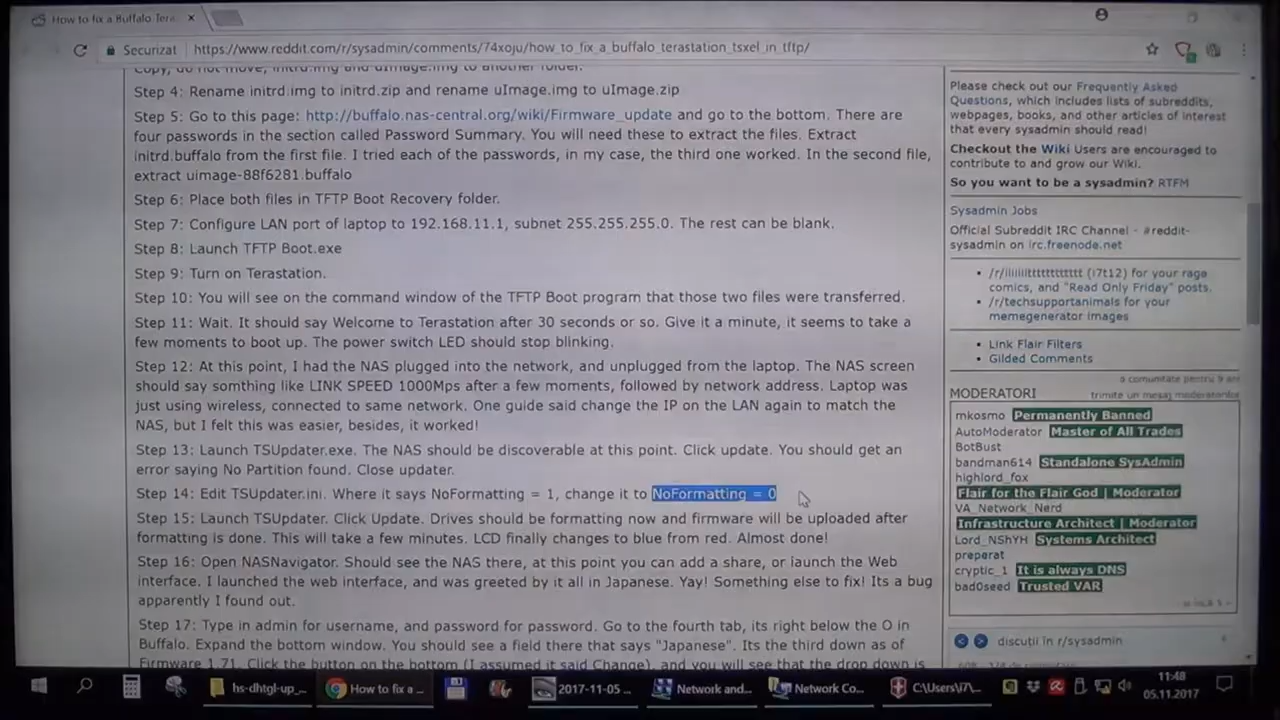 How to fix a Buffalo Tera
Securizat
https://www.reddit.com/r/sysadmin/comments/74xoju/how_to_fix_a_buffalo_terastation_tsxel_in_tftp/
Copy, do not move, initrd.img and uImage.img to another folder.
Step 4: Rename initrd.img to initrd.zip and rename uImage.img to uImage.zip
Step 5: Go to this page: http://buffalo.nas-central.org/wiki/Firmware_update and go to the bottom. There are
four passwords in the section called Password Summary. You will need these to extract the files. Extract
initrd.buffalo from the first file. I tried each of the passwords, in my case, the third one worked. In the second file,
extract uimage-88f6281.buffalo
Step 6: Place both files in TFTP Boot Recovery folder.
Step 7: Configure LAN port of laptop to 192.168.11.1, subnet 255.255.255.0. The rest can be blank.
Step 8: Launch TFTP Boot.exe
Step 9: Turn on Terastation.
Step 10: You will see on the command window of the TFTP Boot program that those two files were transferred.
Step 11: Wait. It should say Welcome to Terastation after 30 seconds or so. Give it a minute, it seems to take a
few moments to boot up. The power switch LED should stop blinking.
Step 12: At this point, I had the NAS plugged into the network, and unplugged from the laptop. The NAS screen
should say somthing like LINK SPEED 1000Mps after a few moments, followed by network address. Laptop was
just using wireless, connected to same network. One guide said change the IP on the LAN again to match the
NAS, but I felt this was easier, besides, it worked!
Step 13: Launch TSUpdater.exe. The NAS should be discoverable at this point. Click update. You should get an
error saying No Partition found. Close updater.
Step 14: Edit TSUpdater.ini. Where it says NoFormatting = 1, change it to NoFormatting = 0
Step 15: Launch TSUpdater. Click Update. Drives should be formatting now and firmware will be uploaded after
formatting is done. This will take a few minutes. LCD finally changes to blue from red. Almost done!
Step 16: Open NASNavigator. Should see the NAS there, at this point you can add a share, or launch the Web
interface. I launched the web interface, and was greeted by it all in Japanese. Yay! Something else to fix! Its a bug
apparently I found out.
Step 17: Type in admin for username, and password for password. Go to the fourth tab, its right below the O in
Buffalo. Expand the bottom window. You should see a field there that says "Japanese". Its the third down as of
Firmware 1.71. Click the button on the bottom (I assumed it said Change), and you will see that the drop down is
Please check out our Frequently Asked
Questions, which includes lists of subreddits,
webpages, books, and other articles of interest
that every sysadmin should read!
Checkout the Wiki Users are encouraged to
contribute to and grow our Wiki.
So you want to be a sysadmin? RTFM
Sysadmin Jobs
Official Subreddit IRC Channel - #reddit-
sysadmin on irc.freenode.net
for your rage
comics, and "Read Only Friday" posts.
/r/techsupportanimals for your
memegenerator images
Link Flair Filters
Gilded Comments
a comunitate pentru 9 ani
MODERATORI
trimite un mesaj moderatorilor
mkosmo Permanently Banned
AutoModerator Master of All Trades
BotBust
bandman614 Standalone SysAdmin
highlord_fox
Flair for the Flair God | Moderator
VA_Network_Nerd
Infrastructure Architect | Moderator
Lord_NShYH Systems Architect
preperat
cryptic_1 It is always DNS
bad0seed Trusted VAR
discuții în r/sysadmin
hs-dhtgl-up_...
How to fix a ...
2017-11-05 ...
Network and...
Network Co...
C:\Users\i7\...
11:48
05.11.2017